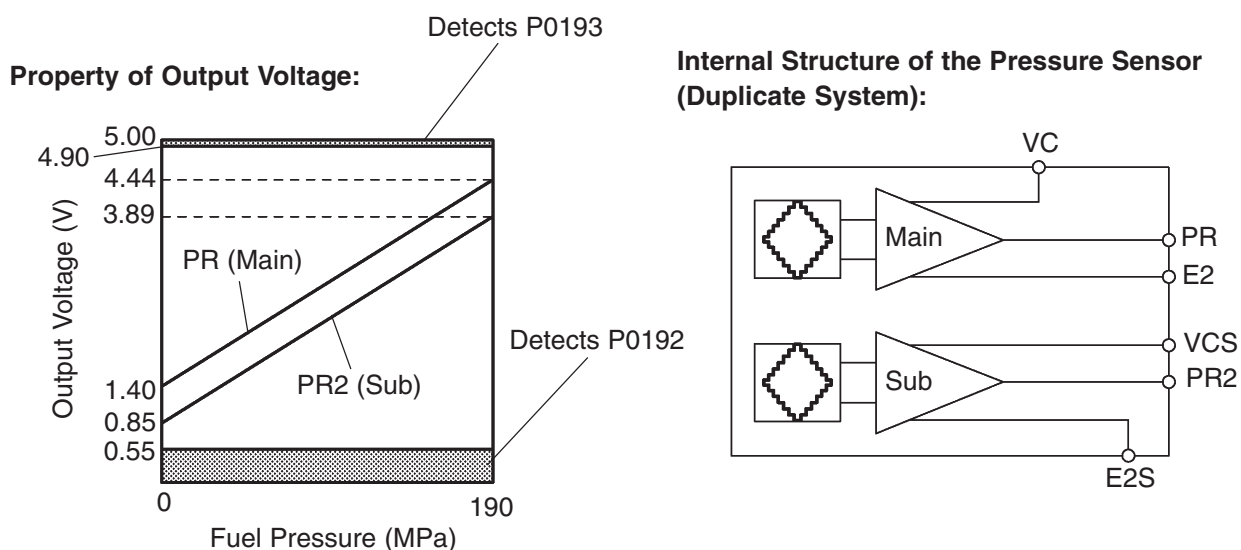 Detects P0193
Property of Output Voltage:
5.00
4.90
4.44
3.89
PR (Main)
Output Voltage (V)
Detects P0192
PR2 (Sub)
1.40
0.85
0.55
0
190
Fuel Pressure (MPa)
Internal Structure of the Pressure Sensor
(Duplicate System):
VC
Main
PR
E2
VCS
Sub
PR2
E2S